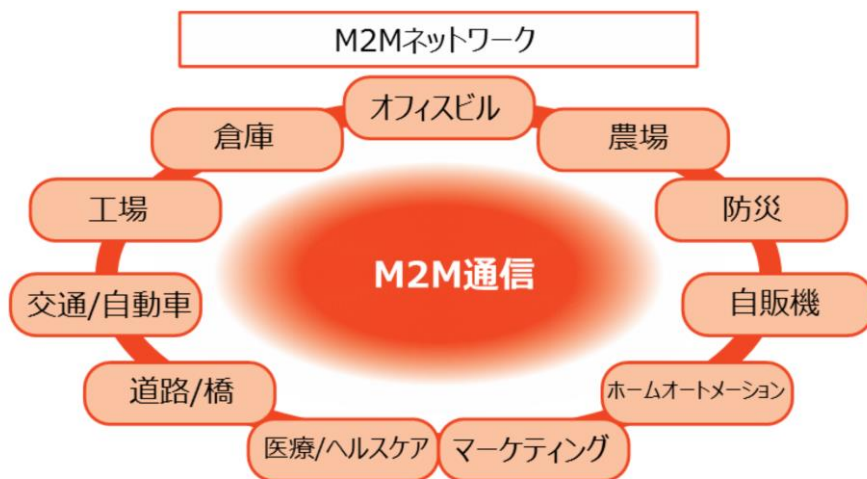 M2Mネットワーク
オフィスビル
倉庫
農場
工場
防災
M2M通信
交通/自動車
自販機
道路/橋
ホームオートメーション
医療/ヘルスケア
マーケティング